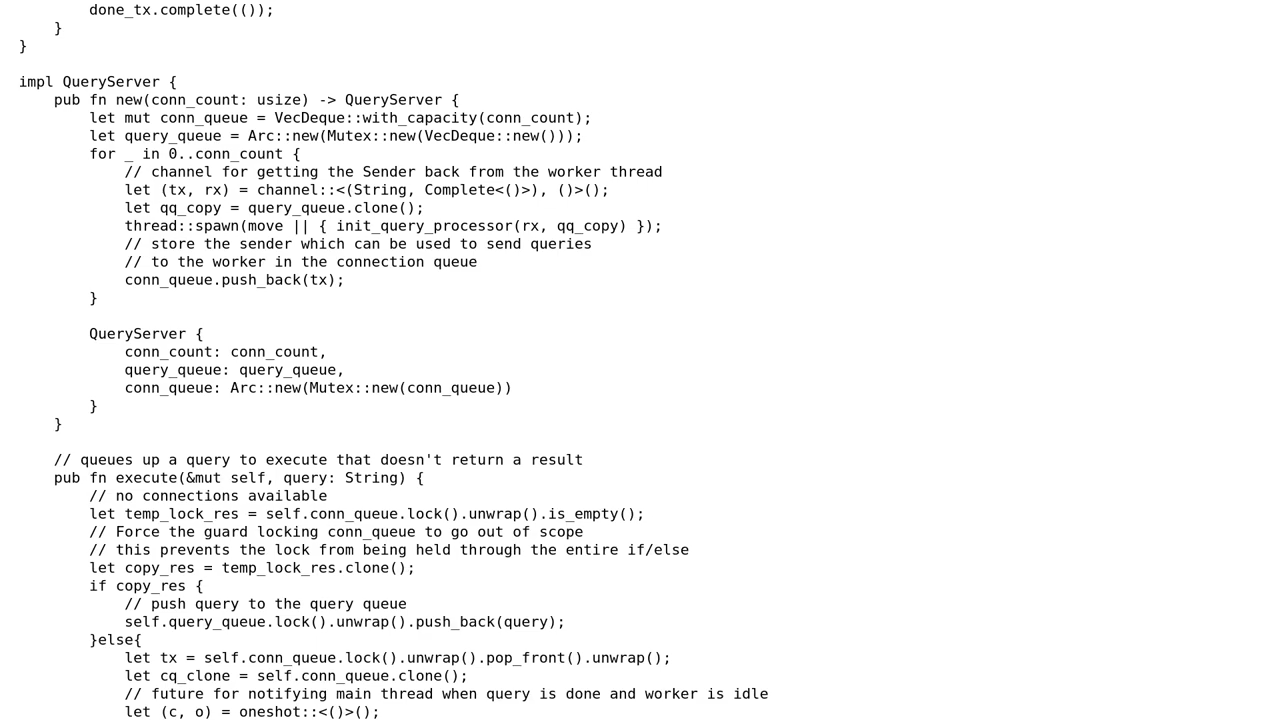 done_tx.complete(());
    }
}

impl QueryServer {
    pub fn new(conn_count: usize) -> QueryServer {
        let mut conn_queue = VecDeque::with_capacity(conn_count);
        let query_queue = Arc::new(Mutex::new(VecDeque::new()));
        for _ in 0..conn_count {
            // channel for getting the Sender back from the worker thread
            let (tx, rx) = channel::<(String, Complete<()>), ()>();
            let qq_copy = query_queue.clone();
            thread::spawn(move || { init_query_processor(rx, qq_copy) });
            // store the sender which can be used to send queries
            // to the worker in the connection queue
            conn_queue.push_back(tx);
        }

        QueryServer {
            conn_count: conn_count,
            query_queue: query_queue,
            conn_queue: Arc::new(Mutex::new(conn_queue))
        }
    }

    // queues up a query to execute that doesn't return a result
    pub fn execute(&mut self, query: String) {
        // no connections available
        let temp_lock_res = self.conn_queue.lock().unwrap().is_empty();
        // Force the guard locking conn_queue to go out of scope
        // this prevents the lock from being held through the entire if/else
        let copy_res = temp_lock_res.clone();
        if copy_res {
            // push query to the query queue
            self.query_queue.lock().unwrap().push_back(query);
        }else{
            let tx = self.conn_queue.lock().unwrap().pop_front().unwrap();
            let cq_clone = self.conn_queue.clone();
            // future for notifying main thread when query is done and worker is idle
            let (c, o) = oneshot::<()>();